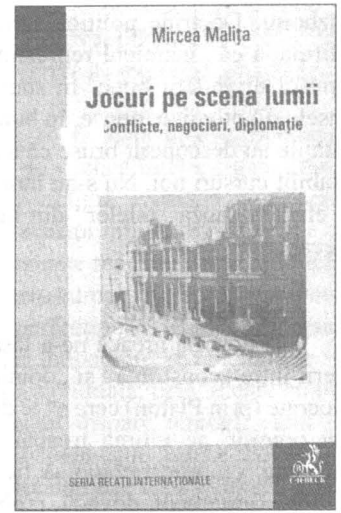 Mircea Malița
Jocuri pe scena lumii
Conflicte, negocieri, diplomație
SERIA RELAȚII INTERNAȚIONALE
C·H·BECK